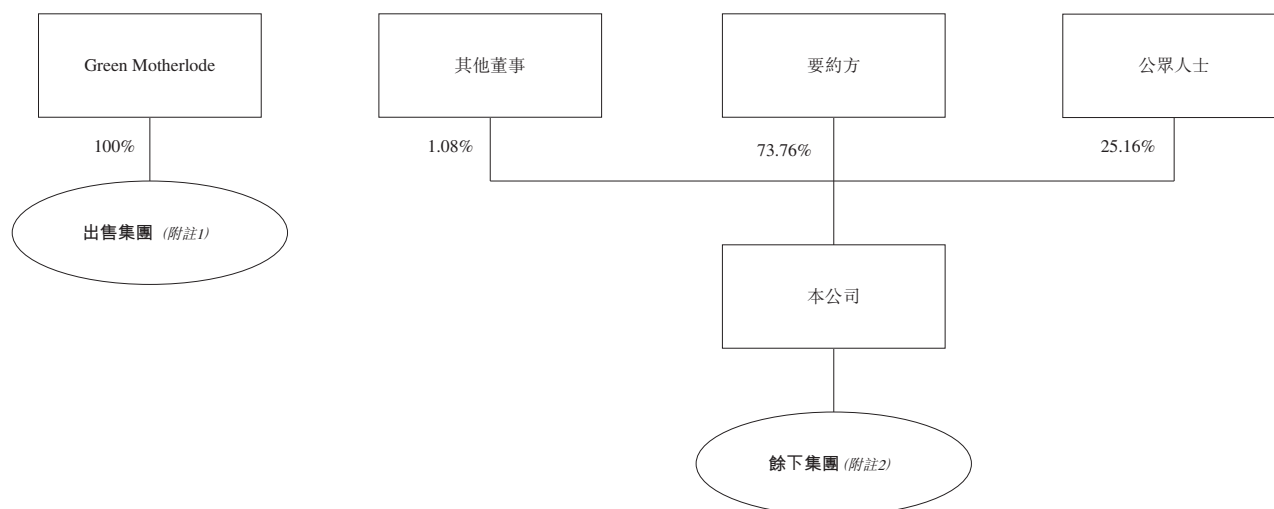 Green Motherlode
其他董事
要約方
公眾人士
100%
1.08%
73.76%
25.16%
出售集團 (附註1)
本公司
餘下集團 (附註2)